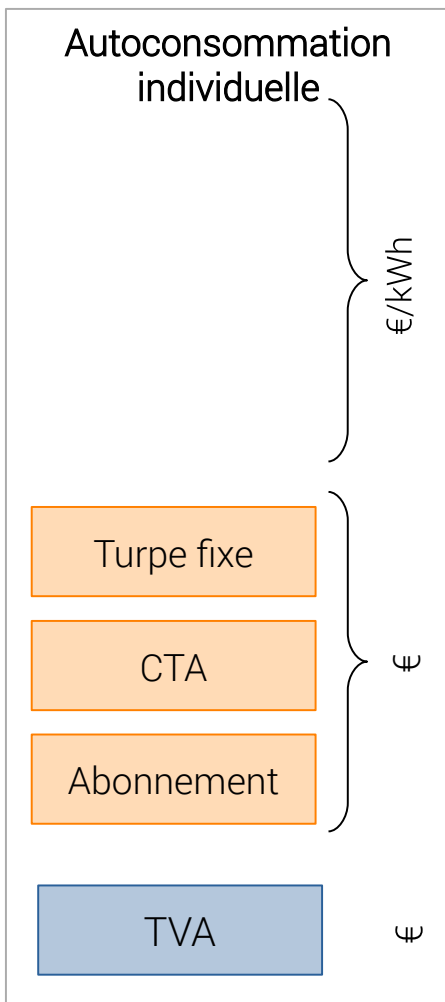 Autoconsommation
individuelle
€/kWh
Turpe fixe
CTA
€
Abonnement
TVA
€